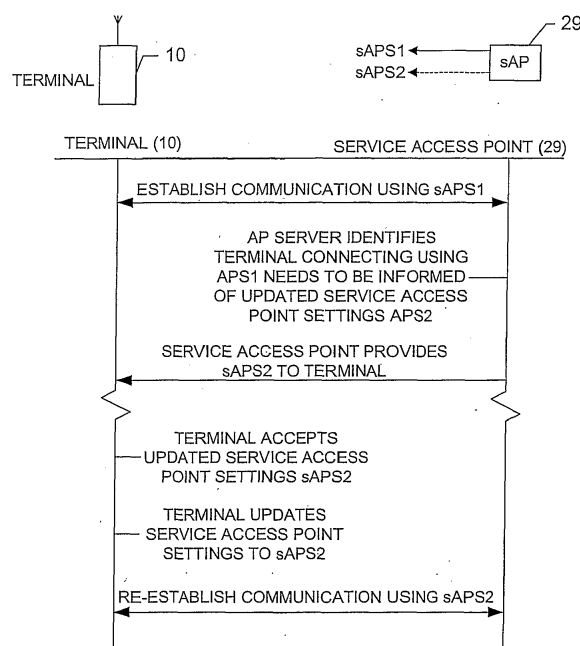 29
sAPS1
sAP
10
sAPS2
TERMINAL
TERMINAL (10)
SERVICE ACCESS POINT (29)
ESTABLISH COMMUNICATION USING sAPS1
AP SERVER IDENTIFIES
TERMINAL CONNECTING USING
APS1 NEEDS TO BE INFORMED
OF UPDATED SERVICE ACCESS
POINT SETTINGS APS2
SERVICE ACCESS POINT PROVIDES
sAPS2 TO TERMINAL
TERMINAL ACCEPTS
UPDATED SERVICE ACCESS
POINT SETTINGS sAPS2
TERMINAL UPDATES
SERVICE ACCESS POINT
SETTINGS TO sAPS2
RE-ESTABLISH COMMUNICATION USING sAPS2